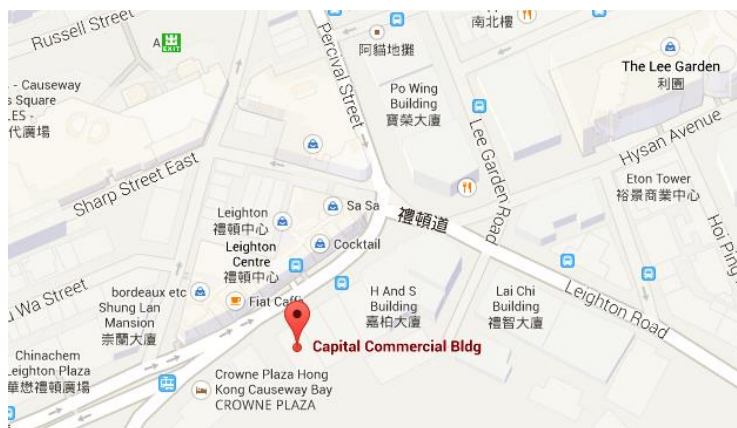 Russell Street
A
EXIT
Percival Street
阿貓地攤
南北樓
The Lee Garden
利園
- Causeway
s Square
ES -
代廣場
Po Wing
Building
寶榮大廈
Lee Garden Road
Hysan Avenue
Eton Tower
裕景商業中心
Hoi Ping
Sharp Street East
Sa Sa
Leighton
禮頓中心
Cocktail
Leighton
Centre
禮頓中心
禮頓道
Leighton Road
Wa Street
bordeaux etc
Shung Lan
Mansion
崇蘭大廈
Fiat Caffè
H And S
Building
嘉柏大廈
Lai Chi
Building
禮智大廈
Capital Commercial Bldg
Chinachem
Leighton Plaza
華懋禮頓廣場
Crowne Plaza Hong
Kong Causeway Bay
CROWNE PLAZA